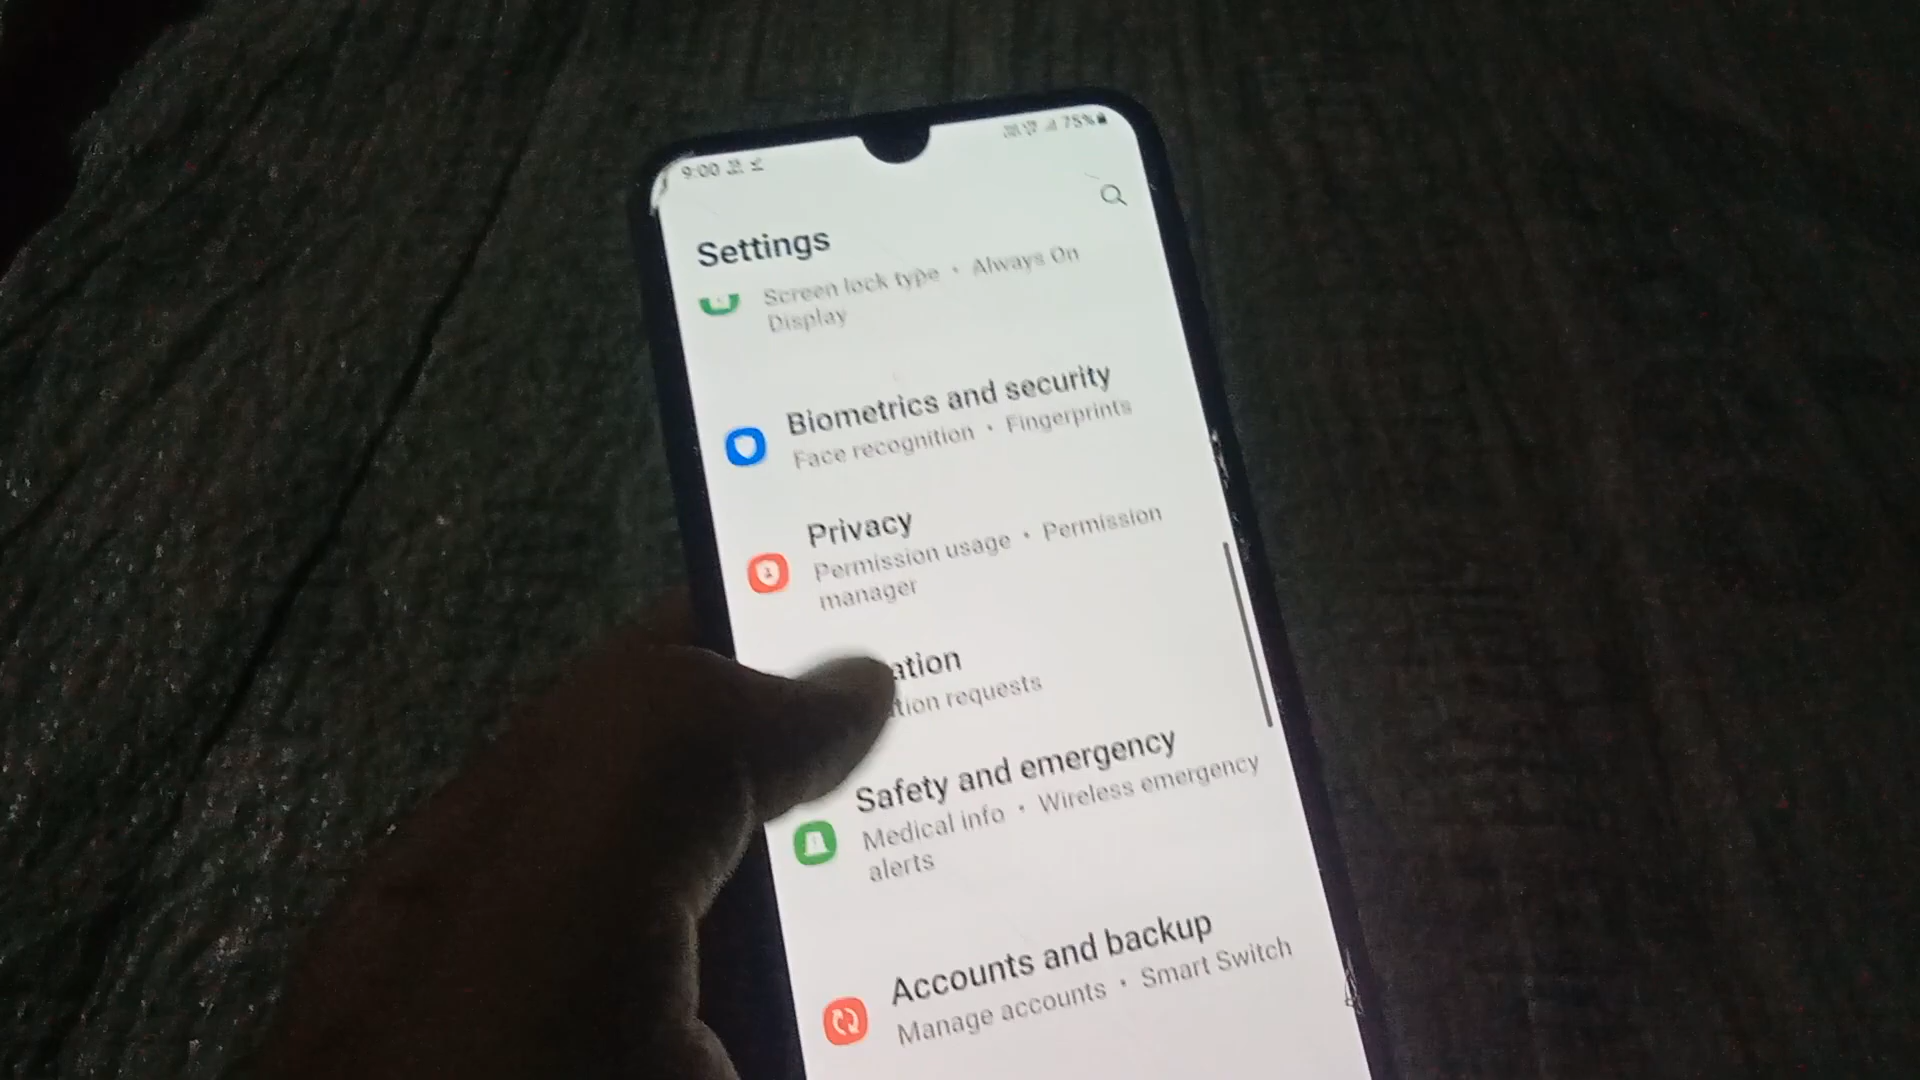 9:00
75%
Settings
Screen lock type • Always On
Display
Biometrics and security
Face recognition • Fingerprints
Privacy
Permission usage • Permission
manager
ation
tion requests
Safety and emergency
Medical info • Wireless emergency
alerts
Accounts and backup
Manage accounts • Smart Switch